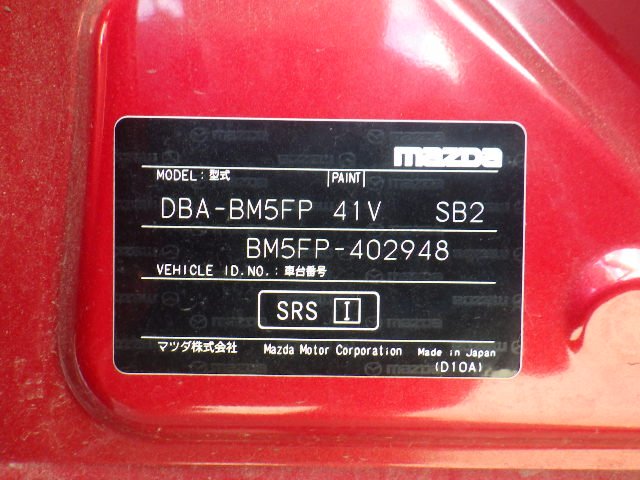 mazda
MODEL:型式 PAINT
DBA-BM5FP 41V SB2
BM5FP-402948
VEHICLE ID.NO.:車台番号
SRS I
マツダ株式会社 Mazda Motor Corporation Made in Japan
(D10A)